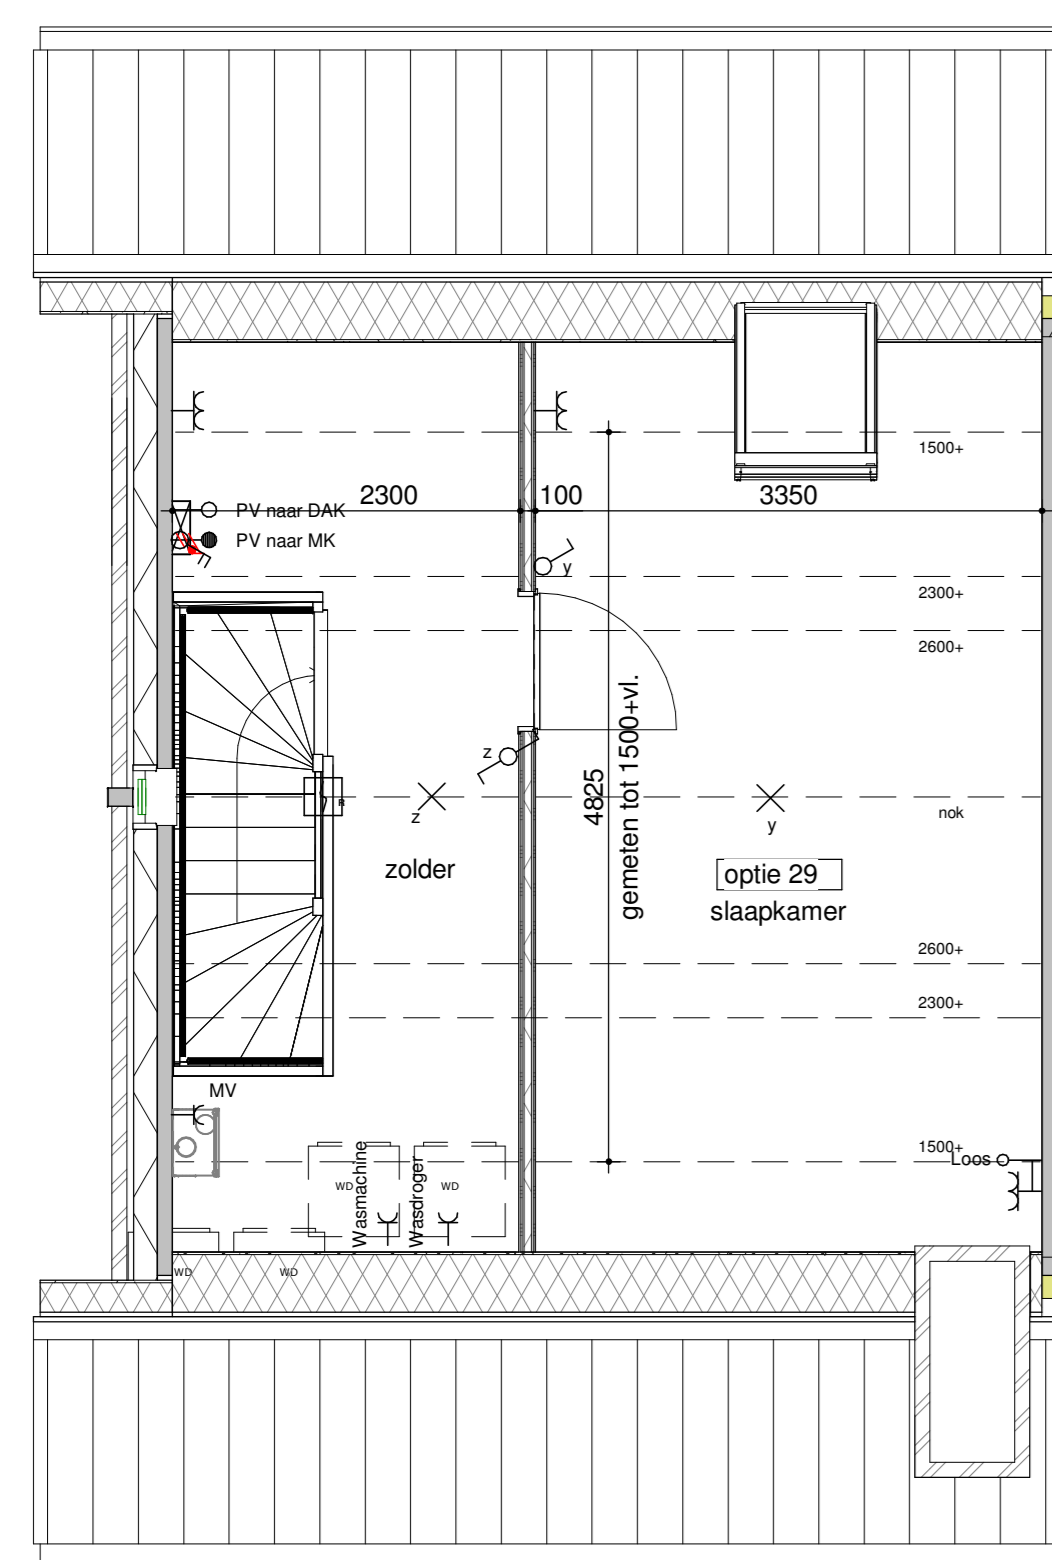 1500+
2300
100
3350
PV naar DAK
PV naar MK
y
2300+
2600+
gemeten tot 1500+vl.
4825
z
R
z
y
nok
zolder
optie 29
slaapkamer
2600+
2300+
MV
1500+
Loos
Wasmachine
Wasdroger
WD
WD
WD
WD